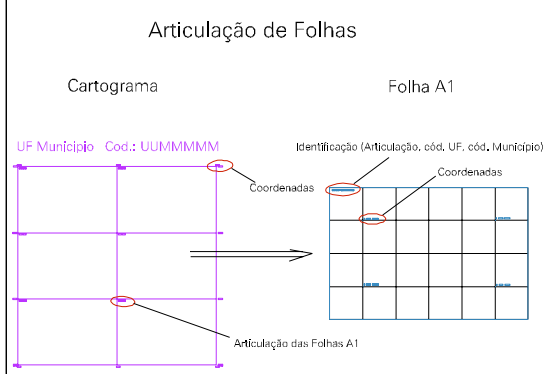 Articulação de Folhas
Cartograma
Folha A1
UF Municipio Cod.: UUMMMMM
Identificação (Articulação, cód. UF, cód. Município)
Coordenadas
Coordenadas
Articulação das Folhas A1